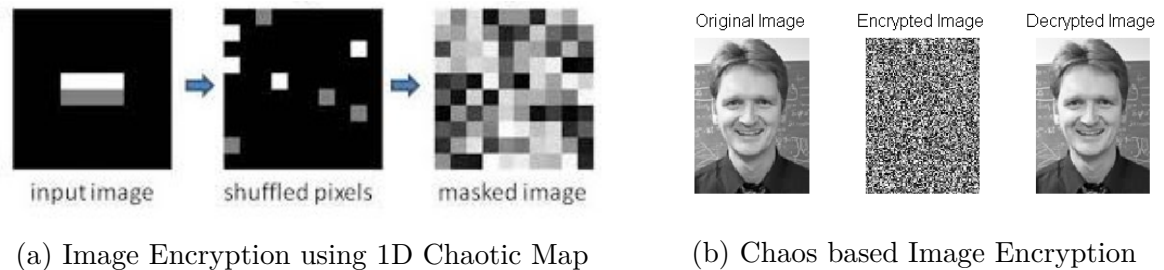 Original Image Encrypted Image Decrypted Image
input image shuffled pixels masked image
(a) Image Encryption using 1D Chaotic Map
(b) Chaos based Image Encryption